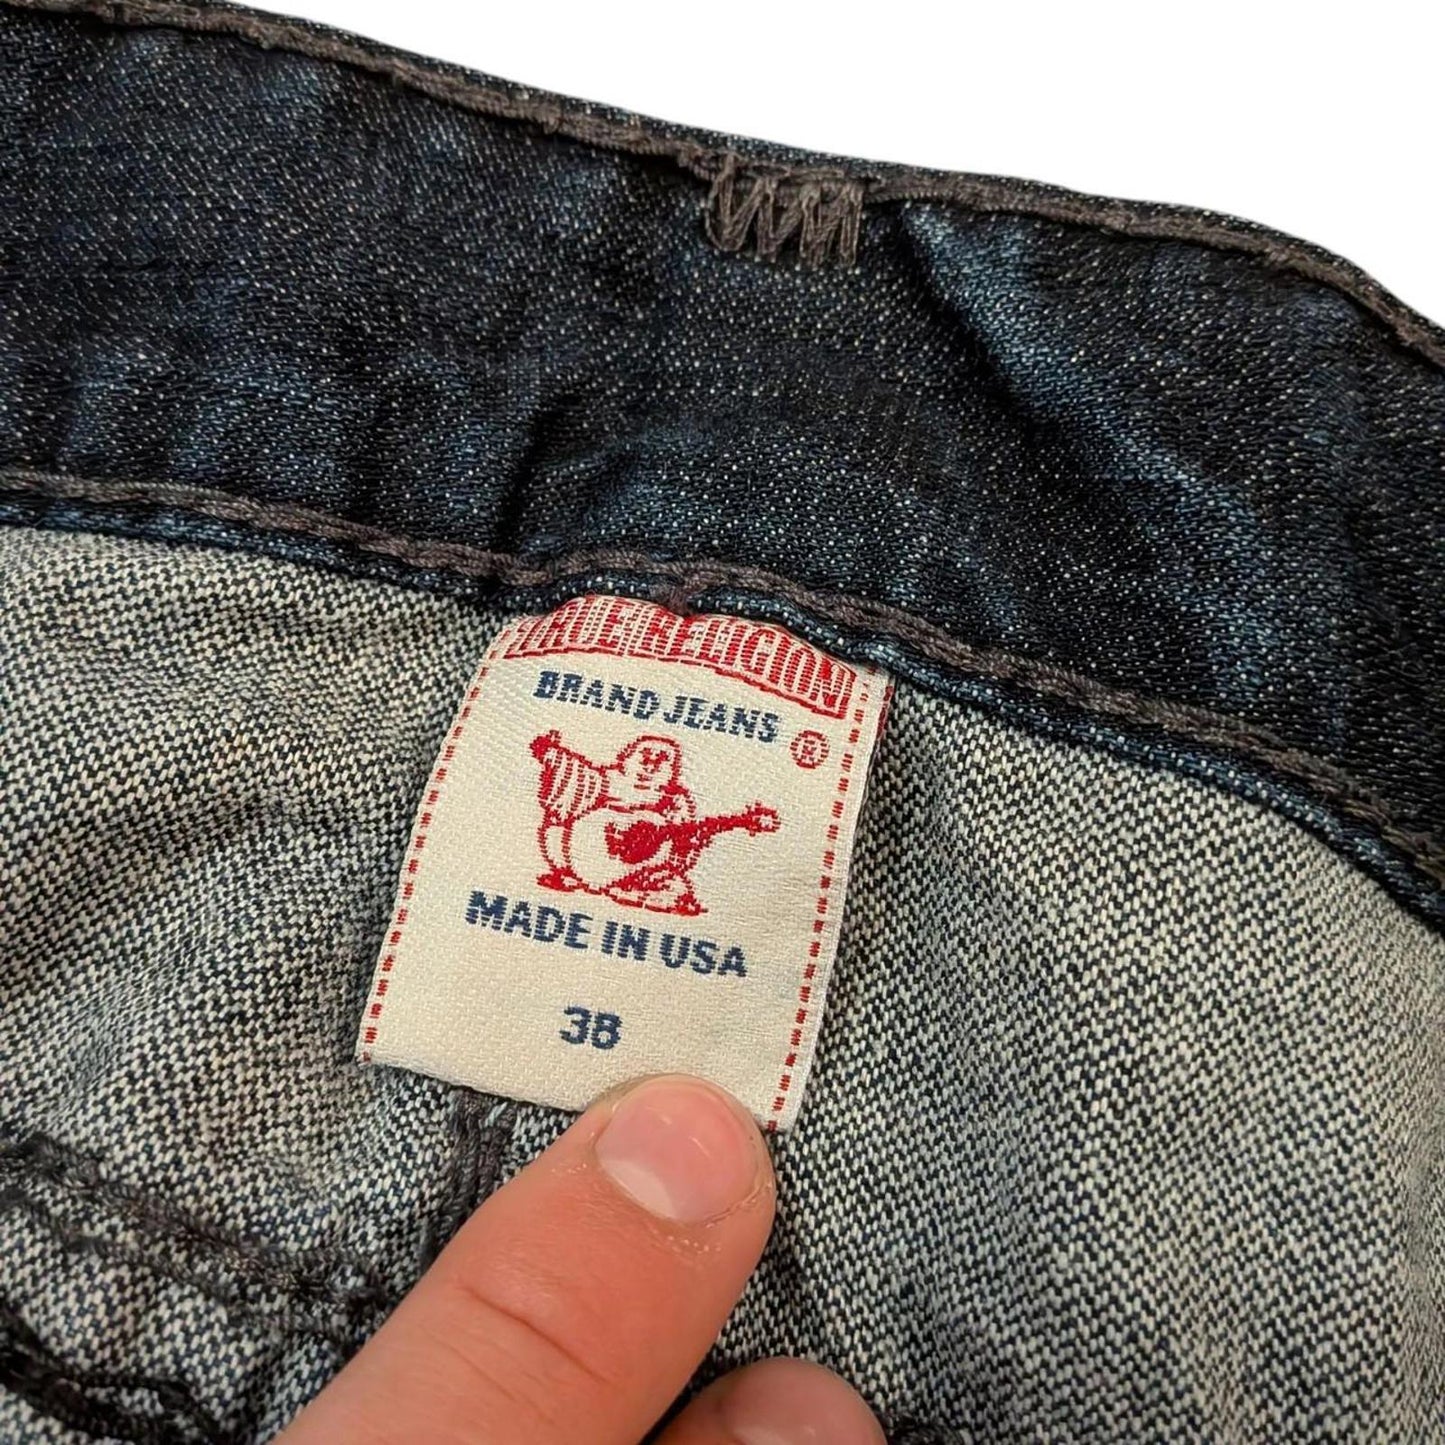 TRUE RELIGION
BRAND JEANS
®
MADE IN USA
38